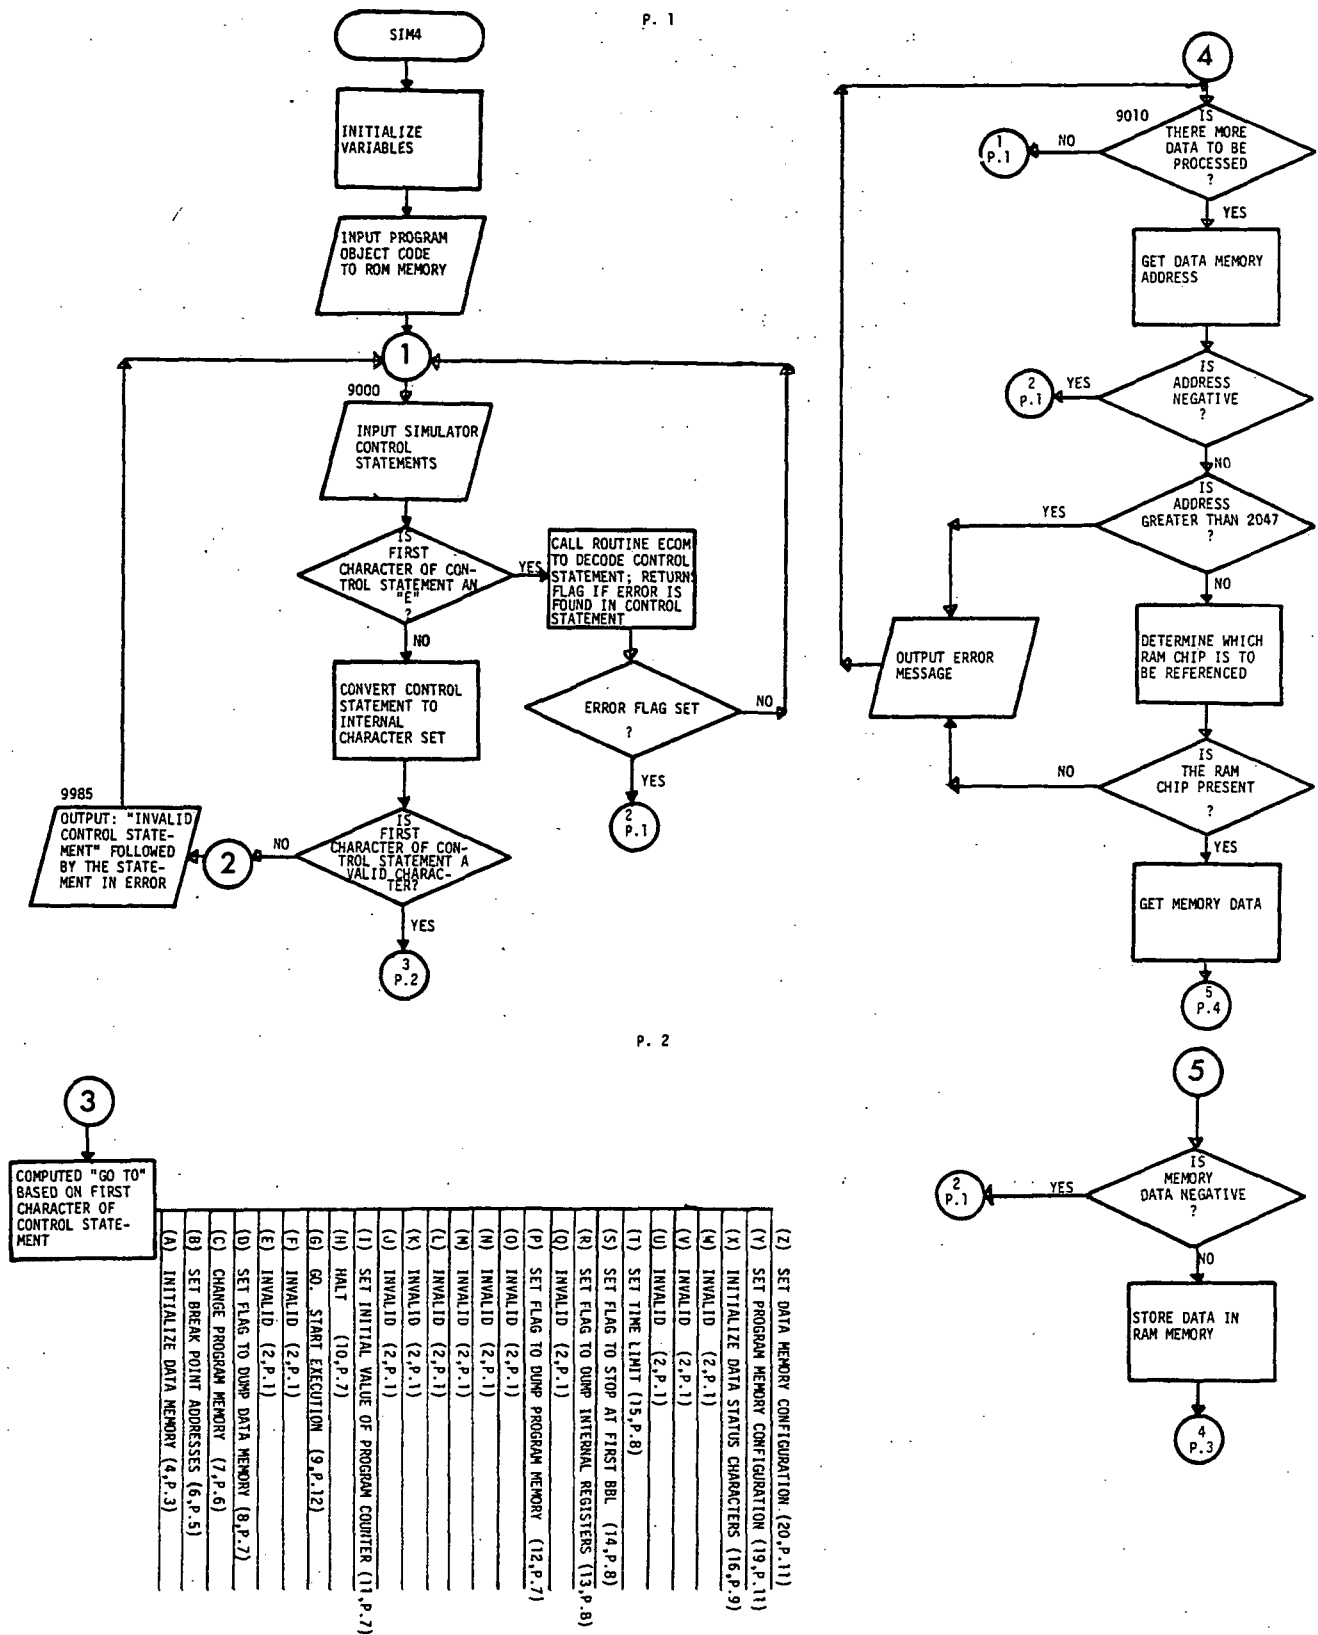 P. 1
SIM4
INITIALIZE
VARIABLES
INPUT PROGRAM
OBJECT CODE
TO ROM MEMORY
1
9000
INPUT SIMULATOR
CONTROL
STATEMENTS
IS
FIRST
CHARACTER OF CON-
TROL STATEMENT AN
"E"
?
YES
CALL ROUTINE ECOM
TO DECODE CONTROL
STATEMENT; RETURNS
FLAG IF ERROR IS
FOUND IN CONTROL
STATEMENT
NO
CONVERT CONTROL
STATEMENT TO
INTERNAL
CHARACTER SET
ERROR FLAG SET
?
NO
YES
2
P.1
9985
OUTPUT: "INVALID
CONTROL STATE-
MENT" FOLLOWED
BY THE STATE-
MENT IN ERROR
2
NO
IS
FIRST
CHARACTER OF CON-
TROL STATEMENT A
VALID CHARAC-
TER?
YES
3
P.2
4
9010
IS
THERE MORE
DATA TO BE
PROCESSED
?
NO
1
P.1
YES
GET DATA MEMORY
ADDRESS
IS
ADDRESS
NEGATIVE
?
YES
2
P.1
NO
IS
ADDRESS
GREATER THAN 2047
?
YES
NO
OUTPUT ERROR
MESSAGE
DETERMINE WHICH
RAM CHIP IS TO
BE REFERENCED
IS
THE RAM
CHIP PRESENT
?
NO
YES
GET MEMORY DATA
5
P.4
P. 2
3
COMPUTED "GO TO"
BASED ON FIRST
CHARACTER OF
CONTROL STATE-
MENT
(A) INITIALIZE DATA MEMORY (4,P.3)
(B) SET BREAK POINT ADDRESSES (6,P.5)
(C) CHANGE PROGRAM MEMORY (7,P.6)
(D) SET FLAG TO DUMP DATA MEMORY (8,P.7)
(E) INVALID (2,P.1)
(F) INVALID (2,P.1)
(G) GO. START EXECUTION (9,P.12)
(H) HALT (10,P.7)
(I) SET INITIAL VALUE OF PROGRAM COUNTER (11,P.7)
(J) INVALID (2,P.1)
(K) INVALID (2,P.1)
(L) INVALID (2,P.1)
(M) INVALID (2,P.1)
(N) INVALID (2,P.1)
(O) INVALID (2,P.1)
(P) SET FLAG TO DUMP PROGRAM MEMORY (12,P.7)
(Q) INVALID (2,P.1)
(R) SET FLAG TO DUMP INTERNAL REGISTERS (13,P.8)
(S) SET FLAG TO STOP AT FIRST BBL (14,P.8)
(T) SET TIME LIMIT (15,P.8)
(U) INVALID (2,P.1)
(V) INVALID (2,P.1)
(W) INVALID (2,P.1)
(X) INITIALIZE DATA STATUS CHARACTERS (16,P.9)
(Y) SET PROGRAM MEMORY CONFIGURATION (19,P.11)
(Z) SET DATA MEMORY CONFIGURATION (20,P.11)
5
IS
MEMORY
DATA NEGATIVE
?
YES
2
P.1
NO
STORE DATA IN
RAM MEMORY
4
P.3